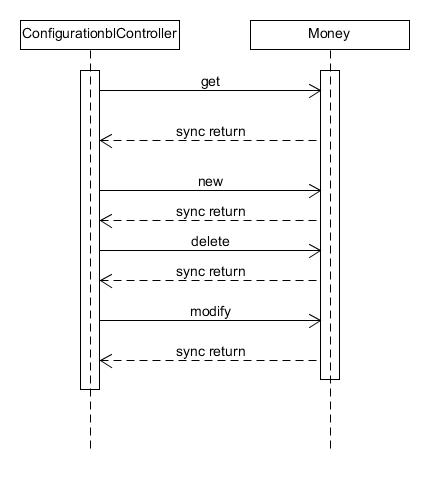 ConfigurationblController
Money
get
sync return
new
sync return
delete
sync return
modify
sync return